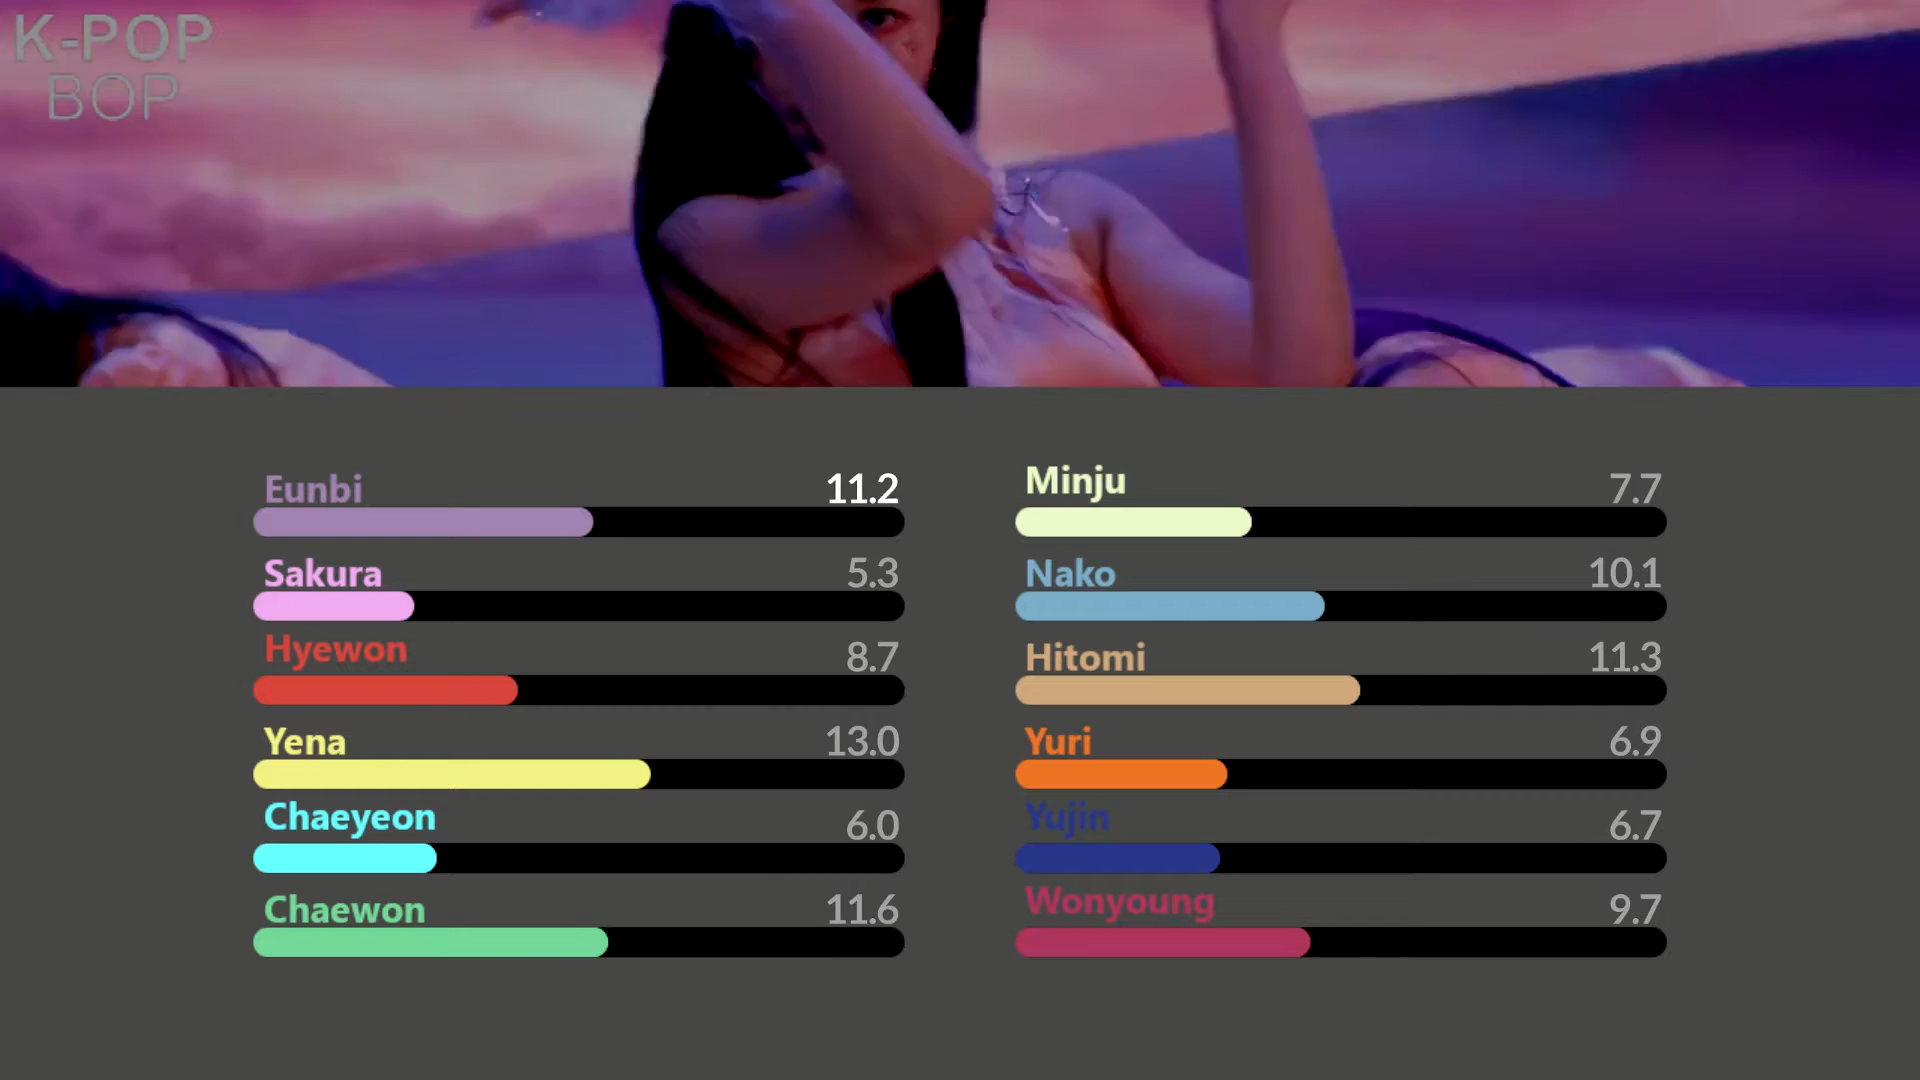 K-POP
BOP
Eunbi 11.2
Sakura 5.3
Hyewon 8.7
Yena 13.0
Chaeyeon 6.0
Chaewon 11.6
Minju 7.7
Nako 10.1
Hitomi 11.3
Yuri 6.9
Yujin 6.7
Wonyoung 9.7